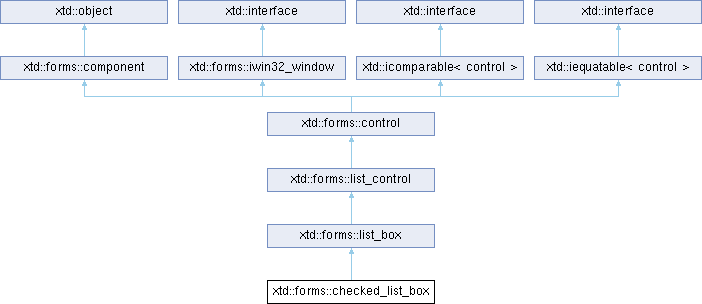 xtd::object
xtd::interface
xtd::interface
xtd::interface
xtd::forms::component
xtd::forms::iwin32_window
xtd::icomparable< control >
xtd::iequatable< control >
xtd::forms::control
xtd::forms::list_control
xtd::forms::list_box
xtd::forms::checked_list_box